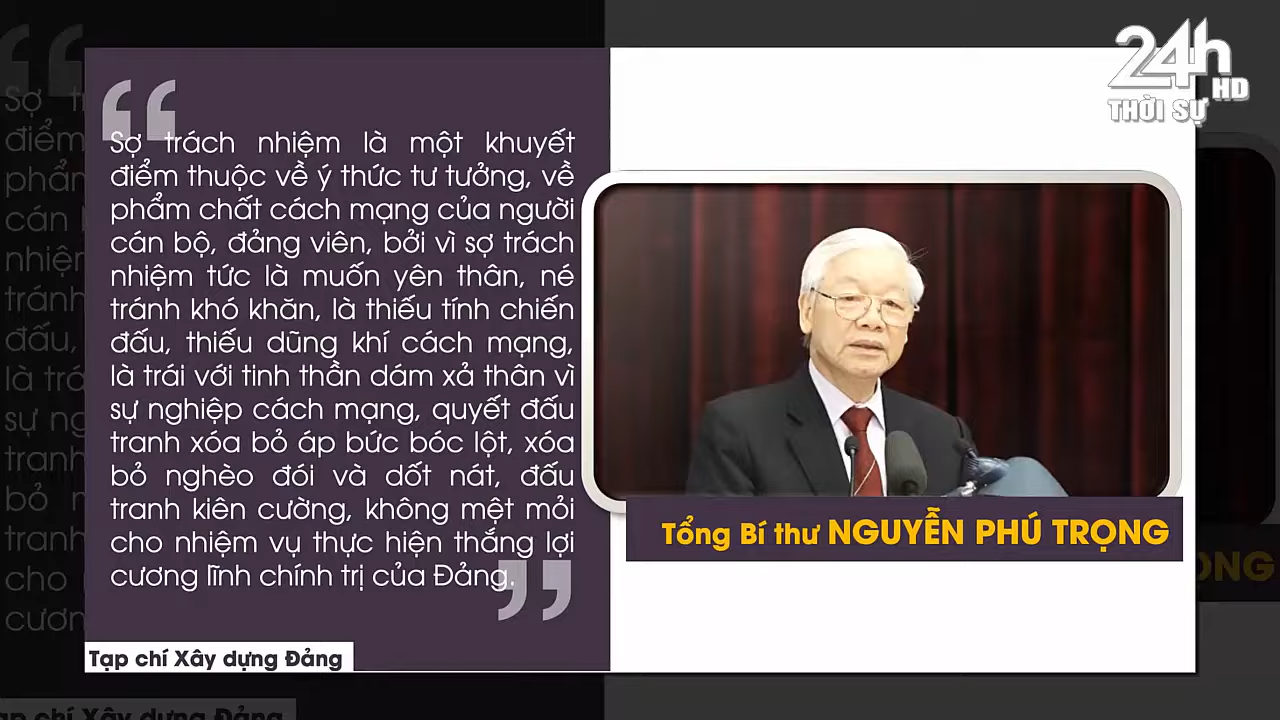 24h
HD
THỜI SỰ
Sợ trách nhiệm là một khuyết
điểm thuộc về ý thức tư tưởng, về
phẩm chất cách mạng của người
cán bộ, đảng viên, bởi vì sợ trách
nhiệm tức là muốn yên thân, né
tránh khó khăn, là thiếu tính chiến
đấu, thiếu dũng khí cách mạng,
là trái với tinh thần dám xả thân vì
sự nghiệp cách mạng, quyết đấu
tranh xóa bỏ áp bức bóc lột, xóa
bỏ nghèo đói và dốt nát, đấu
tranh kiên cường, không mệt mỏi
cho nhiệm vụ thực hiện thắng lợi
cương lĩnh chính trị của Đảng.
Tổng Bí thư NGUYỄN PHÚ TRỌNG
Tạp chí Xây dựng Đảng